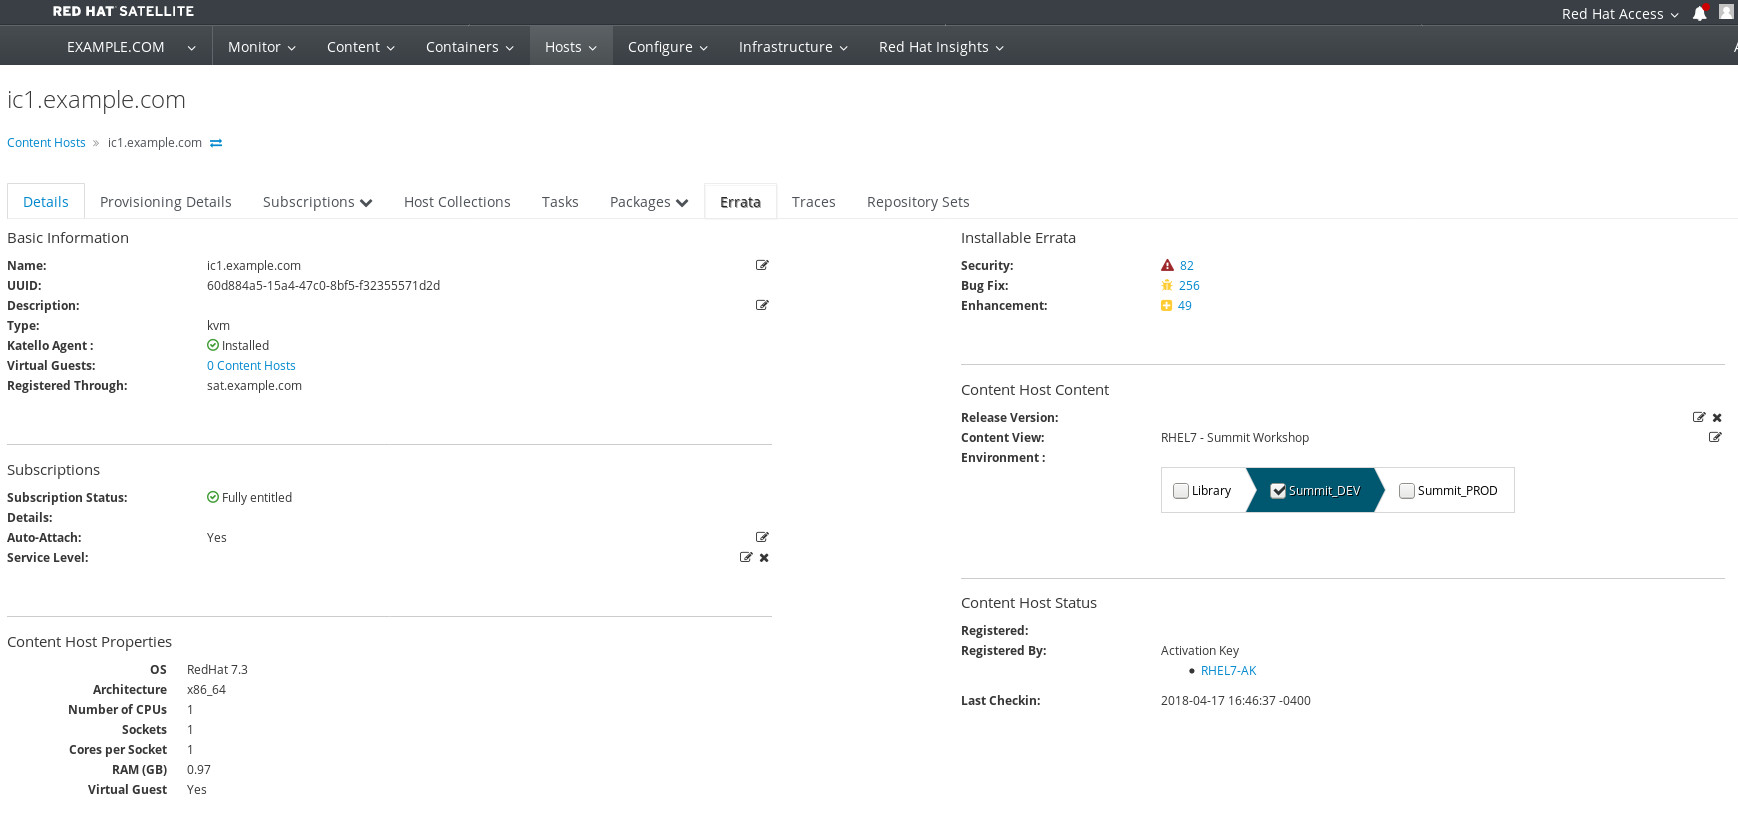 RED HAT SATELLITE
Red Hat Access
EXAMPLE.COM Monitor Content Containers Hosts Configure Infrastructure Red Hat Insights
ic1.example.com
Content Hosts » ic1.example.com
Details Provisioning Details Subscriptions Host Collections Tasks Packages Errata Traces Repository Sets
Basic Information
Name: ic1.example.com
UUID: 60d884a5-15a4-47c0-8bf5-f32355571d2d
Description:
Type: kvm
Katello Agent : Installed
Virtual Guests: 0 Content Hosts
Registered Through: sat.example.com
Subscriptions
Subscription Status: Fully entitled
Details:
Auto-Attach: Yes
Service Level:
Content Host Properties
OS RedHat 7.3
Architecture x86_64
Number of CPUs 1
Sockets 1
Cores per Socket 1
RAM (GB) 0.97
Virtual Guest Yes
Installable Errata
Security: 82
Bug Fix: 256
Enhancement: 49
Content Host Content
Release Version:
Content View: RHEL7 - Summit Workshop
Environment :
Library Summit_DEV Summit_PROD
Content Host Status
Registered:
Registered By: Activation Key
• RHEL7-AK
Last Checkin: 2018-04-17 16:46:37 -0400